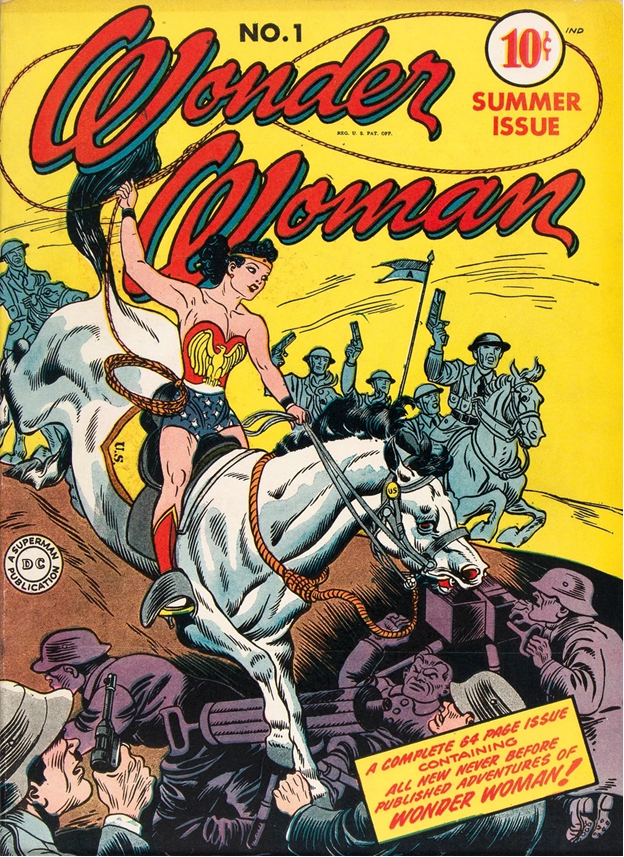 NO. 1
10¢
IND
Wonder
SUMMER
ISSUE
REG. U. S. PAT. OFF.
Woman
A
U.S
US
A SUPERMAN
DC
PUBLICATION
A COMPLETE 64 PAGE ISSUE
CONTAINING
ALL NEW NEVER BEFORE
PUBLISHED ADVENTURES OF
WONDER WOMAN!